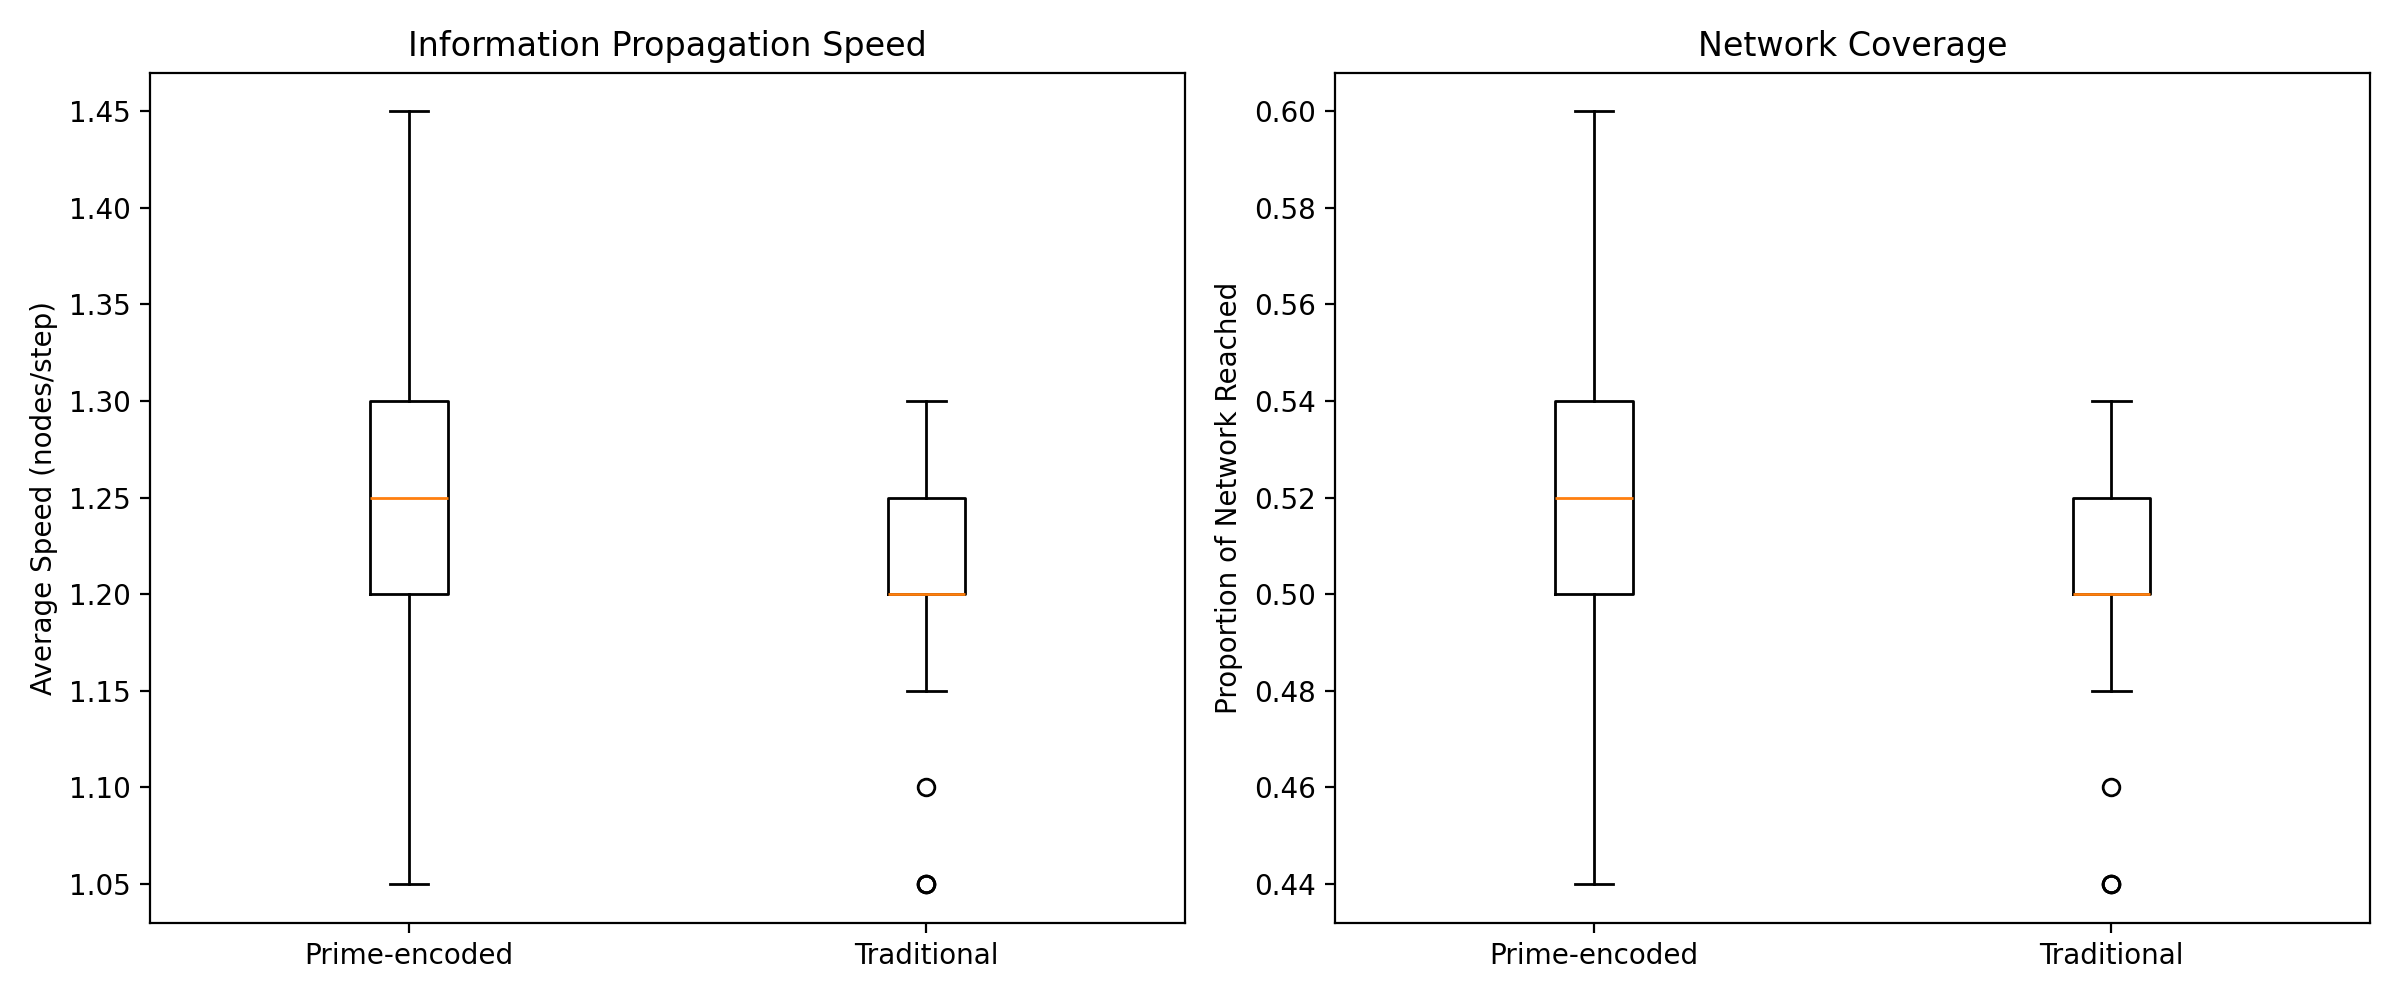 Information Propagation Speed
Average Speed (nodes/step)
1.45
1.40
1.35
1.30
1.25
1.20
1.15
1.10
1.05
Prime-encoded
Traditional
Network Coverage
Proportion of Network Reached
0.60
0.58
0.56
0.54
0.52
0.50
0.48
0.46
0.44
Prime-encoded
Traditional